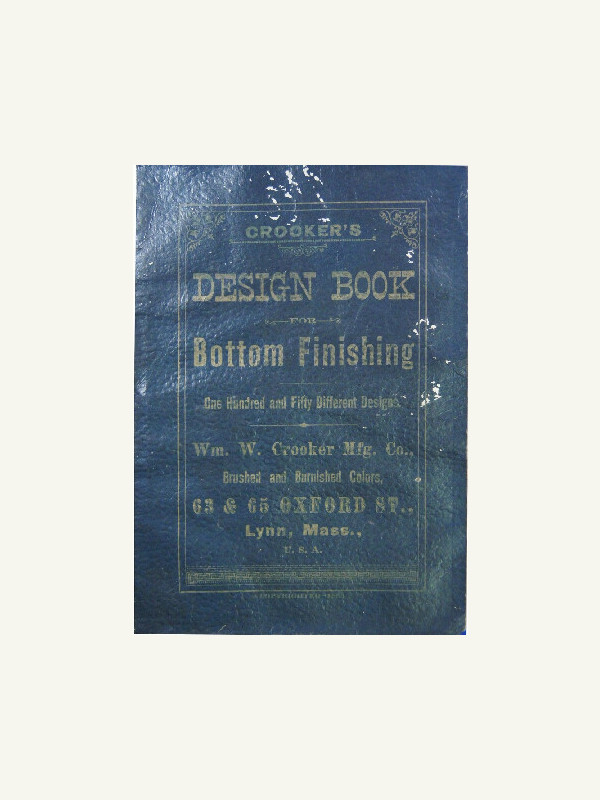 CROOKER'S
DESIGN BOOK
FOR
Bottom Finishing
One Hundred and Fifty Different Designs.
Wm. W. Crooker Mfg. Co.,
Brushed and Burnished Colors,
63 & 65 OXFORD ST.,
Lynn, Mass.,
U. S. A.
COPYRIGHTED